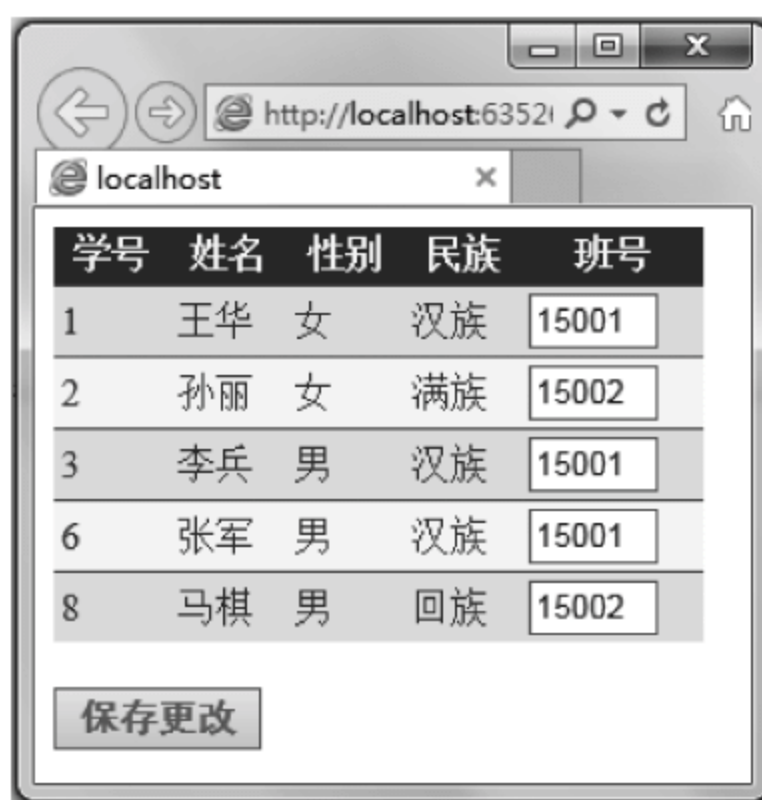 http://localhost:6352
localhost
学号 姓名 性别 民族 班号
1 王华 女 汉族 15001
2 孙丽 女 满族 15002
3 李兵 男 汉族 15001
6 张军 男 汉族 15001
8 马棋 男 回族 15002
保存更改